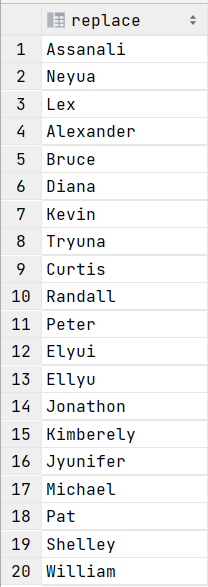 replace
1 Assanali
2 Neyua
3 Lex
4 Alexander
5 Bruce
6 Diana
7 Kevin
8 Tryuna
9 Curtis
10 Randall
11 Peter
12 Elyui
13 Ellyu
14 Jonathon
15 Kimberely
16 Jyunifer
17 Michael
18 Pat
19 Shelley
20 William